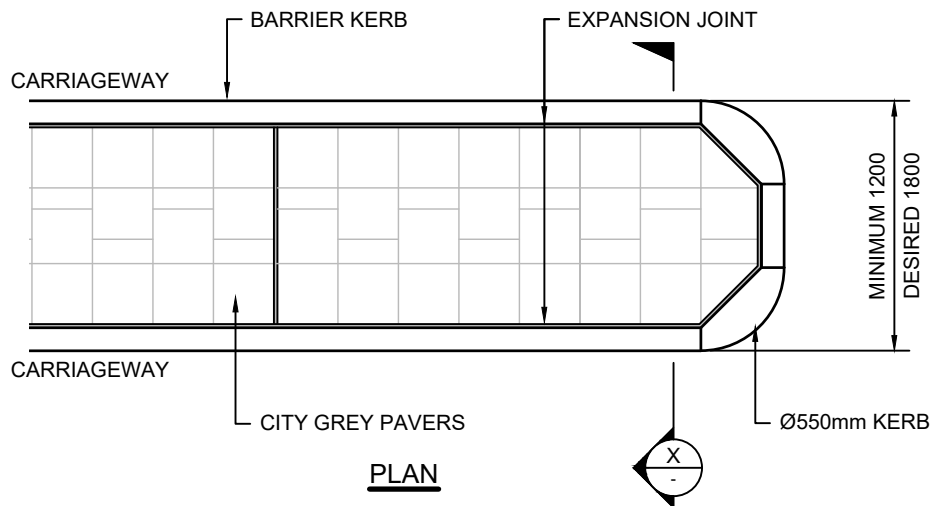 BARRIER KERB
EXPANSION JOINT
CARRIAGEWAY
MINIMUM 1200
DESIRED 1800
CARRIAGEWAY
CITY GREY PAVERS
Ø550mm KERB
PLAN
X
-